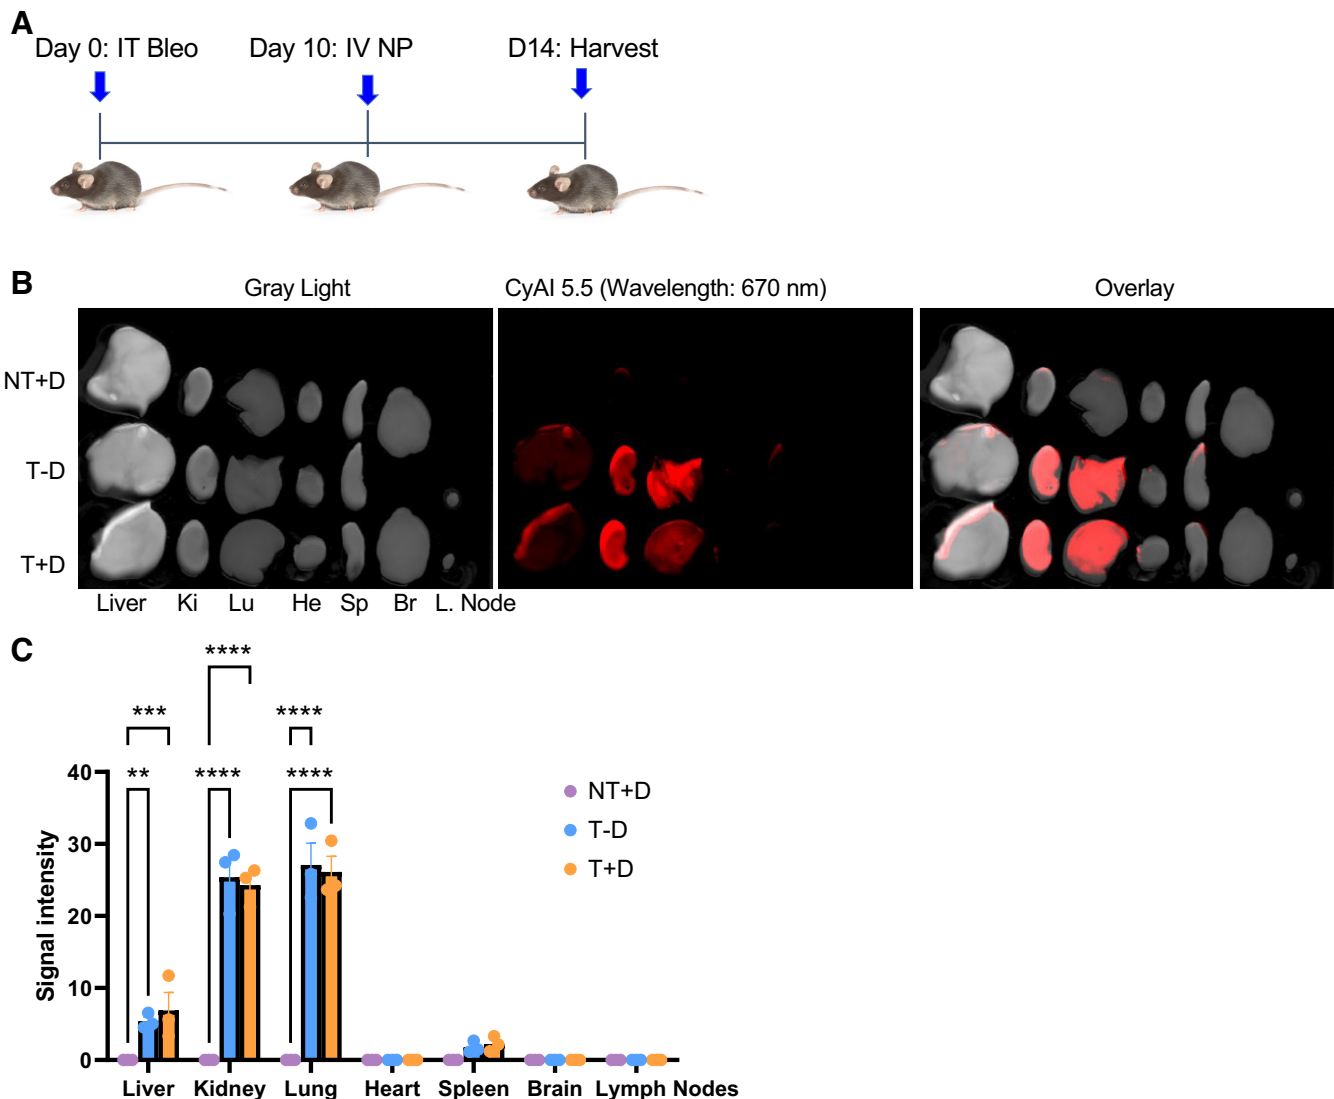 A
Day 0: IT Bleo Day 10: IV NP D14: Harvest
B
Gray Light CyAl 5.5 (Wavelength: 670 nm) Overlay
NT+D
T-D
T+D
Liver Ki Lu He Sp Br L. Node
C
****
*** ****
** **** ****
40
30
20
10
0
Signal intensity
NT+D
T-D
T+D
Liver Kidney Lung Heart Spleen Brain Lymph Nodes